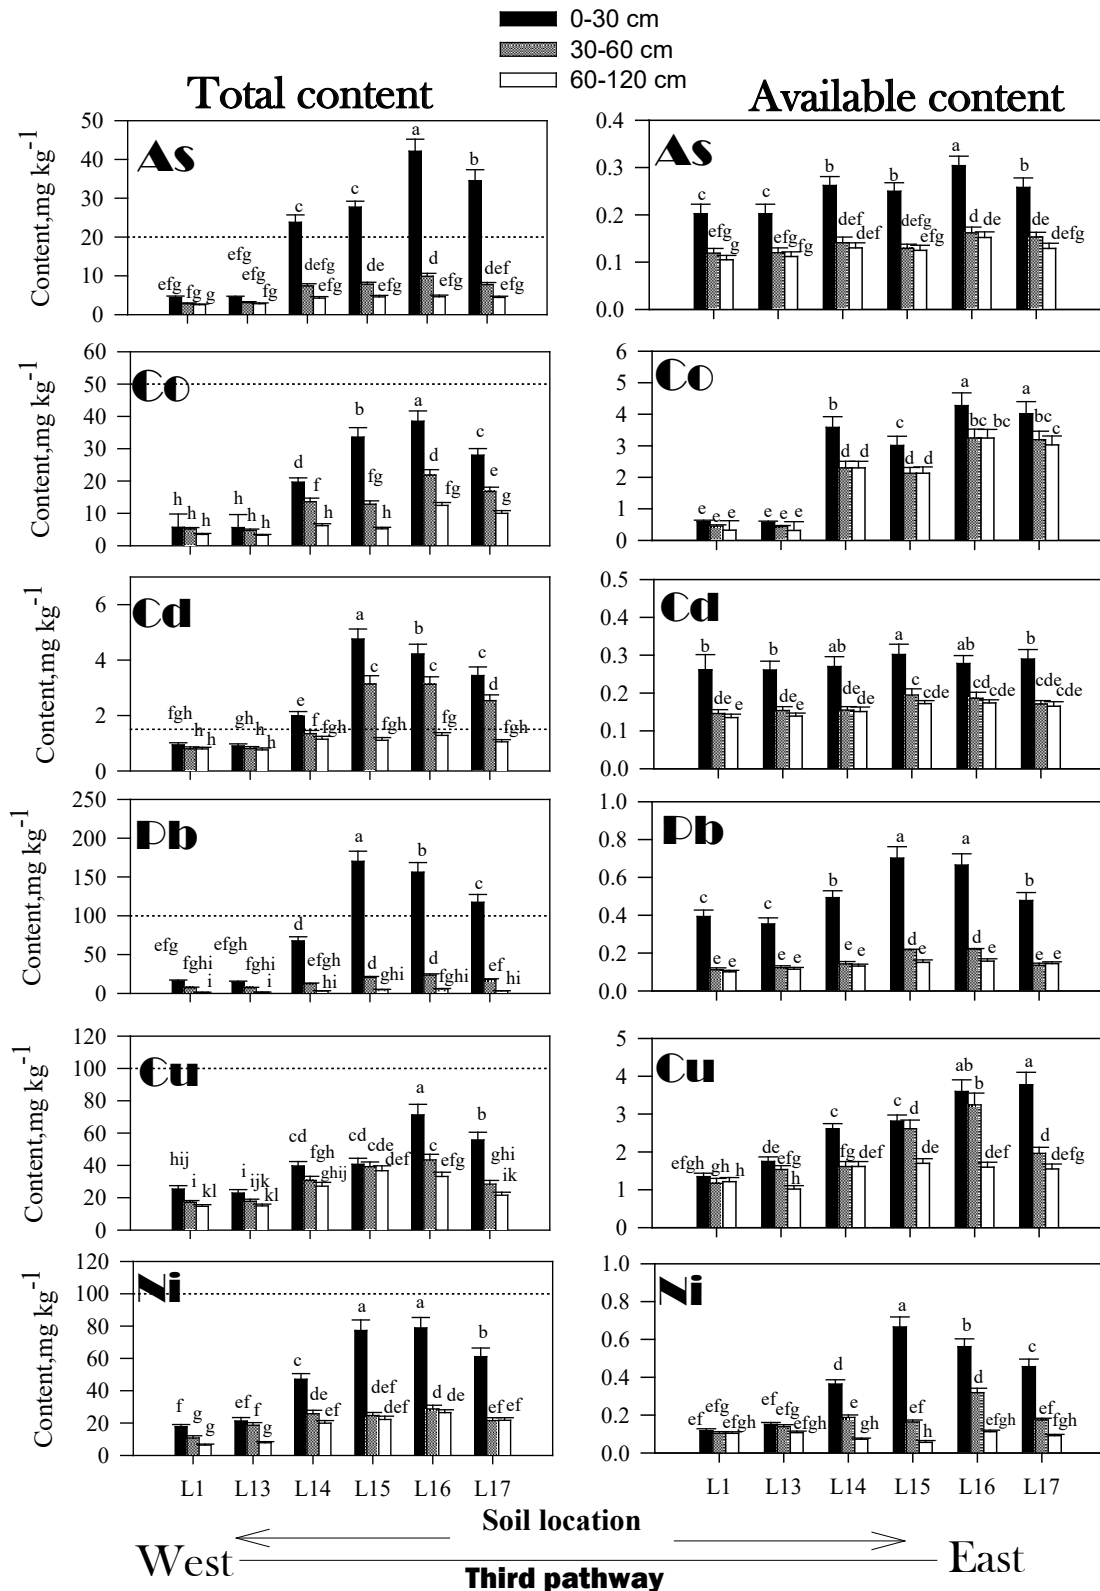 0-30 cm
30-60 cm
60-120 cm
Total content
Available content
As
Content,mg kg-1
50
40
30
20
10
0
efg fg g
efg efg fg
c defg efg
c de efg
a d efg
b def efg
As
0.4
0.3
0.2
0.1
0.0
c efg g
c efg fg
b def def
b defg efg
a d de
b de defg
Co
Content,mg kg-1
60
50
40
30
20
10
0
h h h
h h h
d f h
b fg h
a d fg
c e g
Co
6
5
4
3
2
1
0
e e e
e e e
b d d
c d d
a bc bc
a bc c
Cd
Content,mg kg-1
6
4
2
0
fgh h h
gh h h
e f fgh
a c fgh
b c fg
c d fgh
Cd
0.5
0.4
0.3
0.2
0.1
0.0
b de e
b de e
ab de de
a c cde
ab cd cde
b cde cde
Pb
Content,mg kg-1
250
200
150
100
50
0
efg fghi i
efgh fghi i
d efgh hi
a d ghi
b d fghi
c ef hi
Pb
1.0
0.8
0.6
0.4
0.2
0.0
c e e
c e e
b e e
a d e
a d e
b e e
Cu
Content,mg kg-1
120
100
80
60
40
20
0
hij i kl
i ijk kl
cd fgh ghij
cd cde def
a c efg
b ghi ik
Cu
5
4
3
2
1
0
efgh gh h
de efg h
c fg def
c d de
ab b def
a d defg
Ni
Content,mg kg-1
120
100
80
60
40
20
0
f g g
ef f g
c de ef
a def ef
a d de
b ef ef
Ni
1.0
0.8
0.6
0.4
0.2
0.0
ef efg efgh
ef efg efgh
d e gh
a ef h
b d efgh
c ef fgh
L1 L13 L14 L15 L16 L17
L1 L13 L14 L15 L16 L17
Soil location
West
East
Third pathway